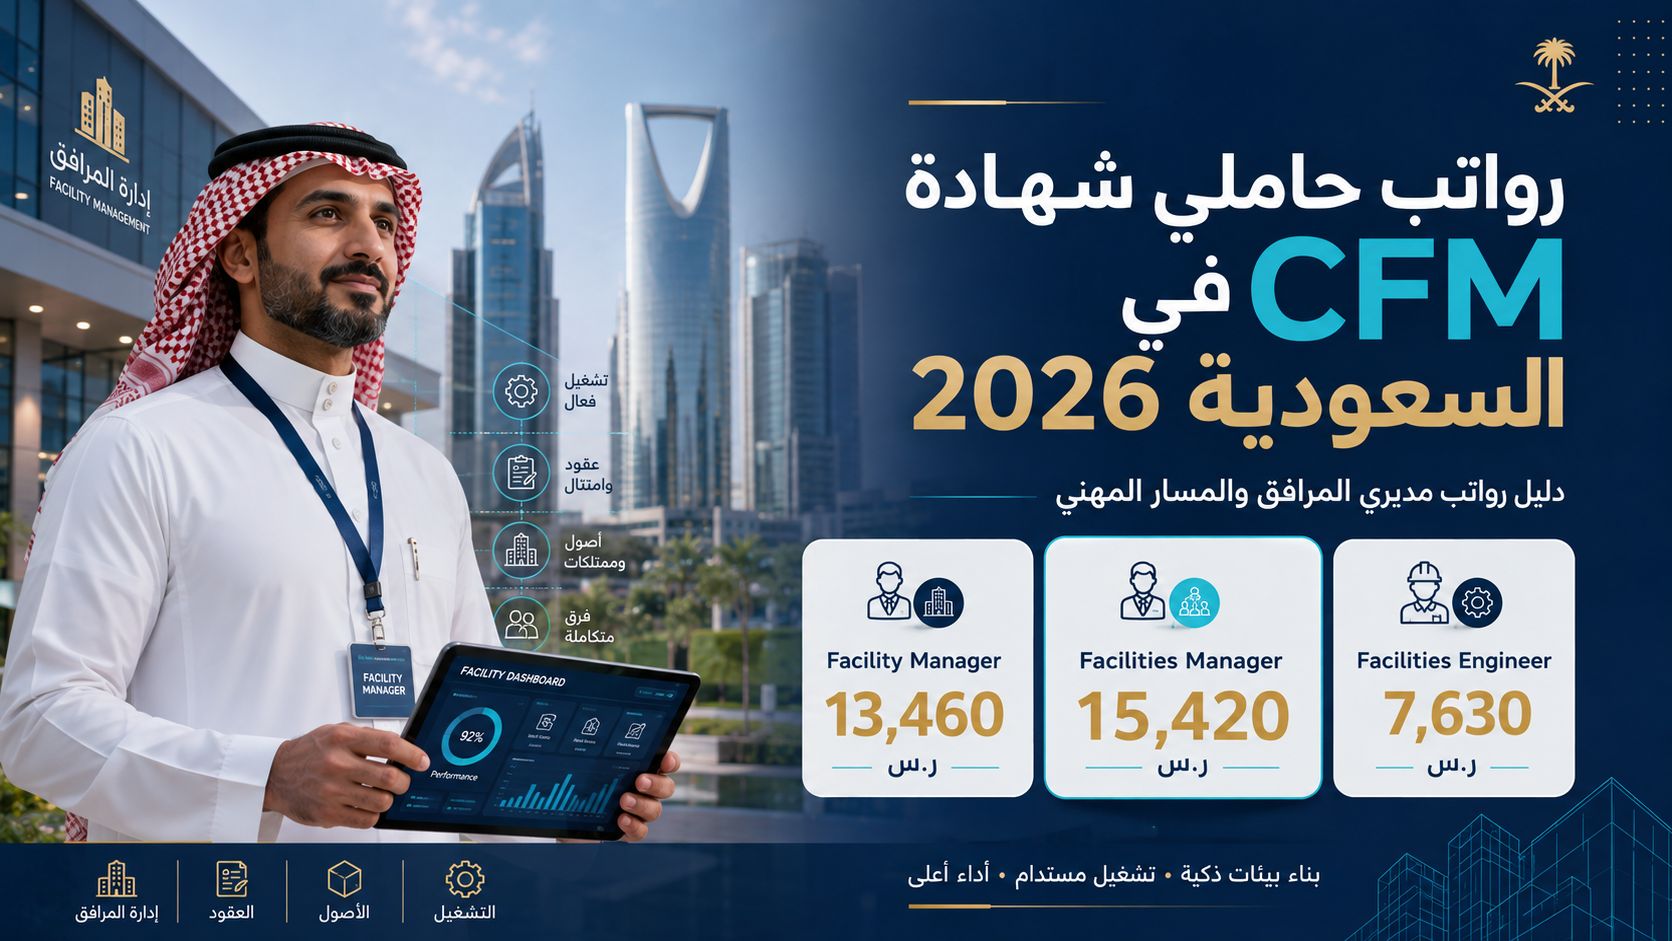 رواتب حاملي شهادة
CFM في
السعودية 2026
دليل رواتب مديري المرافق والمسار المهني
Facility Manager
13,460
ر.س
Facilities Manager
15,420
ر.س
Facilities Engineer
7,630
ر.س
بناء بيئات ذكية • تشغيل مستدام • أداء أعلى
إدارة المرافق
FACILITY MANAGEMENT
تشغيل
فعال
عقود
وامتثال
أصول
وممتلكات
فرق
متكاملة
FACILITY
MANAGER
FACILITY DASHBOARD
92%
Performance
التشغيل
الأصول
العقود
إدارة المرافق